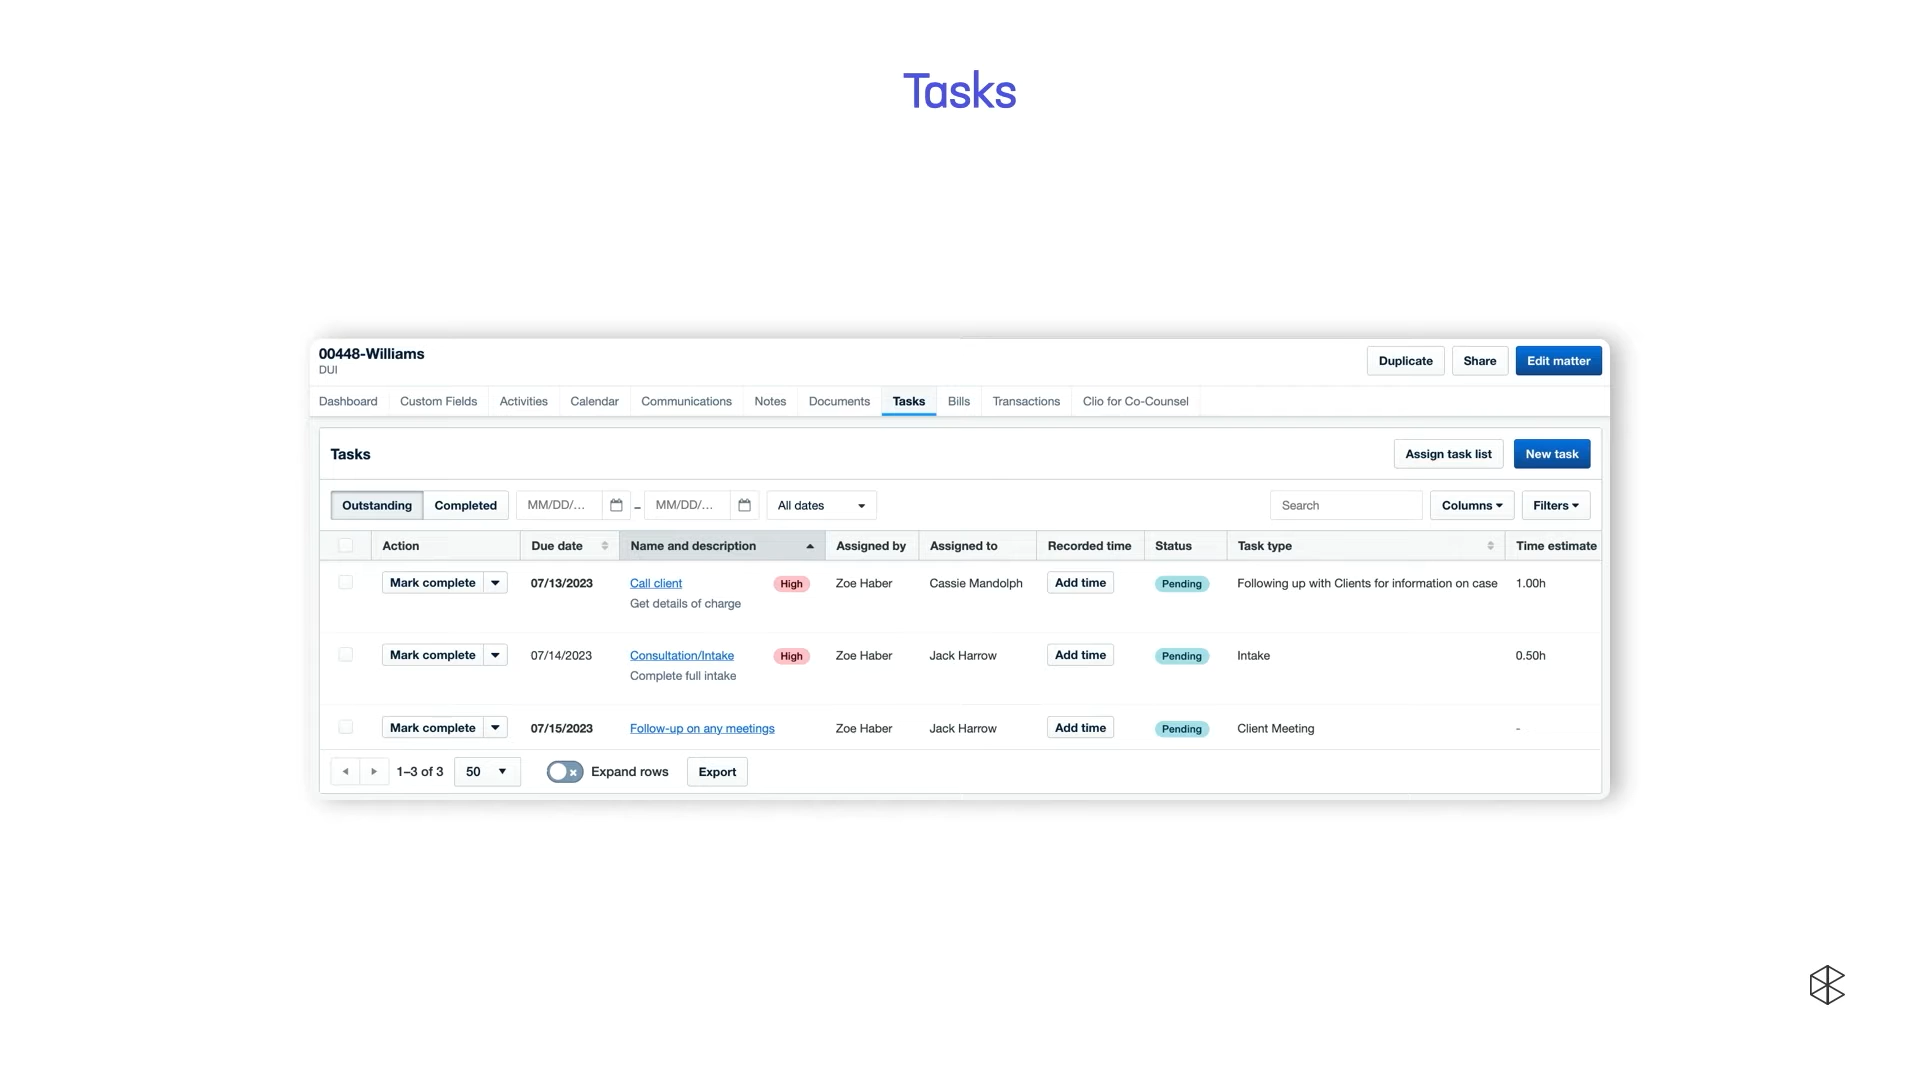 Tasks
00448-Williams
DUI
Duplicate Share Edit matter
Dashboard Custom Fields Activities Calendar Communications Notes Documents Tasks Bills Transactions Clio for Co-Counsel
Tasks
Assign task list New task
Outstanding Completed MM/DD/... – MM/DD/... All dates Search Columns Filters
Action Due date Name and description Assigned by Assigned to Recorded time Status Task type Time estimate
Mark complete 07/13/2023 Call client High Zoe Haber Cassie Mandolph Add time Pending Following up with Clients for information on case 1.00h
Get details of charge
Mark complete 07/14/2023 Consultation/Intake High Zoe Haber Jack Harrow Add time Pending Intake 0.50h
Complete full intake
Mark complete 07/15/2023 Follow-up on any meetings Zoe Haber Jack Harrow Add time Pending Client Meeting -
1–3 of 3 50 Expand rows Export